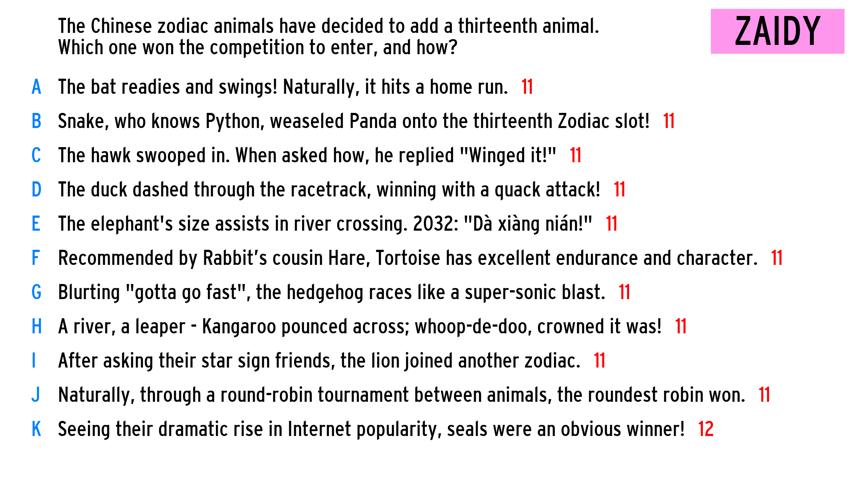 The Chinese zodiac animals have decided to add a thirteenth animal.
Which one won the competition to enter, and how?
ZAIDY
A The bat readies and swings! Naturally, it hits a home run. 11
B Snake, who knows Python, weaseled Panda onto the thirteenth Zodiac slot! 11
C The hawk swooped in. When asked how, he replied "Winged it!" 11
D The duck dashed through the racetrack, winning with a quack attack! 11
E The elephant's size assists in river crossing. 2032: "Dà xiàng nián!" 11
F Recommended by Rabbit’s cousin Hare, Tortoise has excellent endurance and character. 11
G Blurting "gotta go fast", the hedgehog races like a super-sonic blast. 11
H A river, a leaper - Kangaroo pounced across; whoop-de-doo, crowned it was! 11
I After asking their star sign friends, the lion joined another zodiac. 11
J Naturally, through a round-robin tournament between animals, the roundest robin won. 11
K Seeing their dramatic rise in Internet popularity, seals were an obvious winner! 12